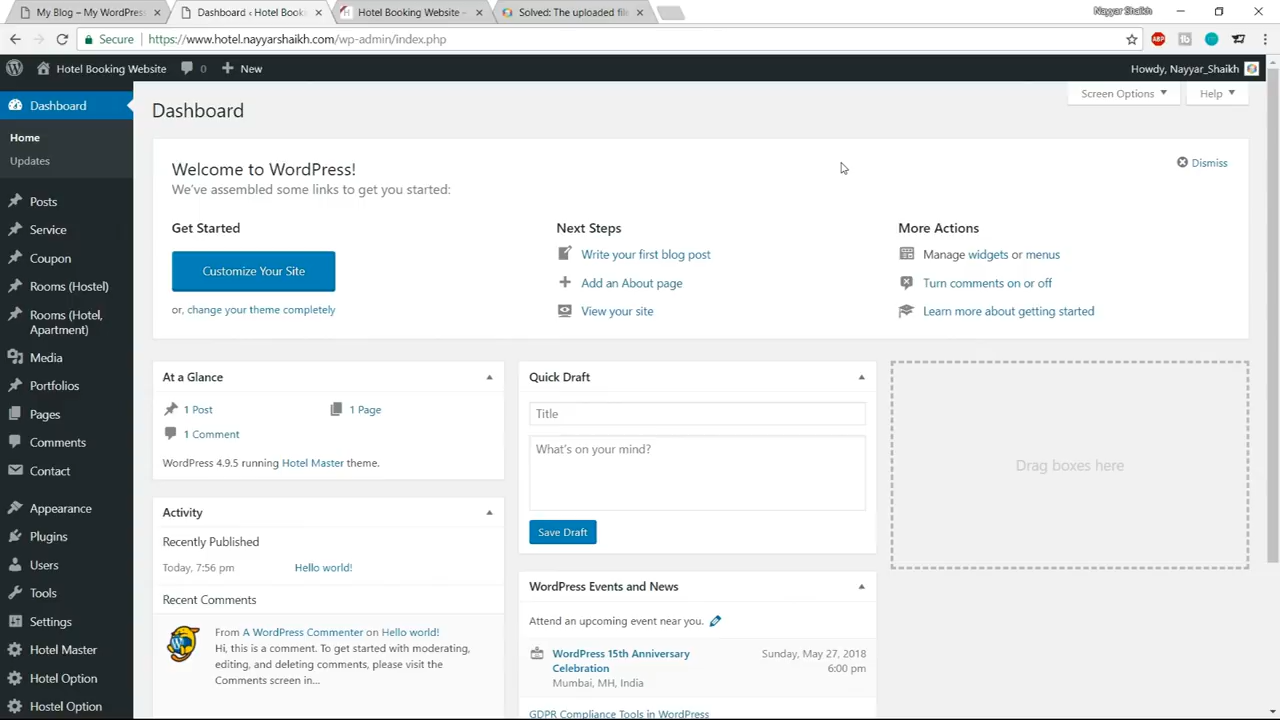 My Blog – My WordPress
Dashboard ‹ Hotel Bookin
Hotel Booking Website –
Solved: The uploaded file
Nayyar Shaikh
Secure
https://www.hotel.nayyarshaikh.com/wp-admin/index.php
ABP
Hotel Booking Website
0
New
Howdy, Nayyar_Shaikh
Dashboard
Home
Updates
Posts
Service
Coupon
Rooms (Hostel)
Rooms (Hotel,
Apartment)
Media
Portfolios
Pages
Comments
Contact
Appearance
Plugins
Users
Tools
Settings
Hotel Master
Hotel Option
Hostel Option
Screen Options
Help
Dashboard
Welcome to WordPress!
Dismiss
We've assembled some links to get you started:
Get Started
Customize Your Site
or, change your theme completely
Next Steps
Write your first blog post
Add an About page
View your site
More Actions
Manage widgets or menus
Turn comments on or off
Learn more about getting started
At a Glance
1 Post
1 Page
1 Comment
WordPress 4.9.5 running Hotel Master theme.
Activity
Recently Published
Today, 7:56 pm
Hello world!
Recent Comments
From A WordPress Commenter on Hello world!
Hi, this is a comment. To get started with moderating,
editing, and deleting comments, please visit the
Comments screen in...
Quick Draft
Title
What's on your mind?
Save Draft
WordPress Events and News
Attend an upcoming event near you.
WordPress 15th Anniversary
Celebration
Mumbai, MH, India
Sunday, May 27, 2018
6:00 pm
GDPR Compliance Tools in WordPress
Drag boxes here